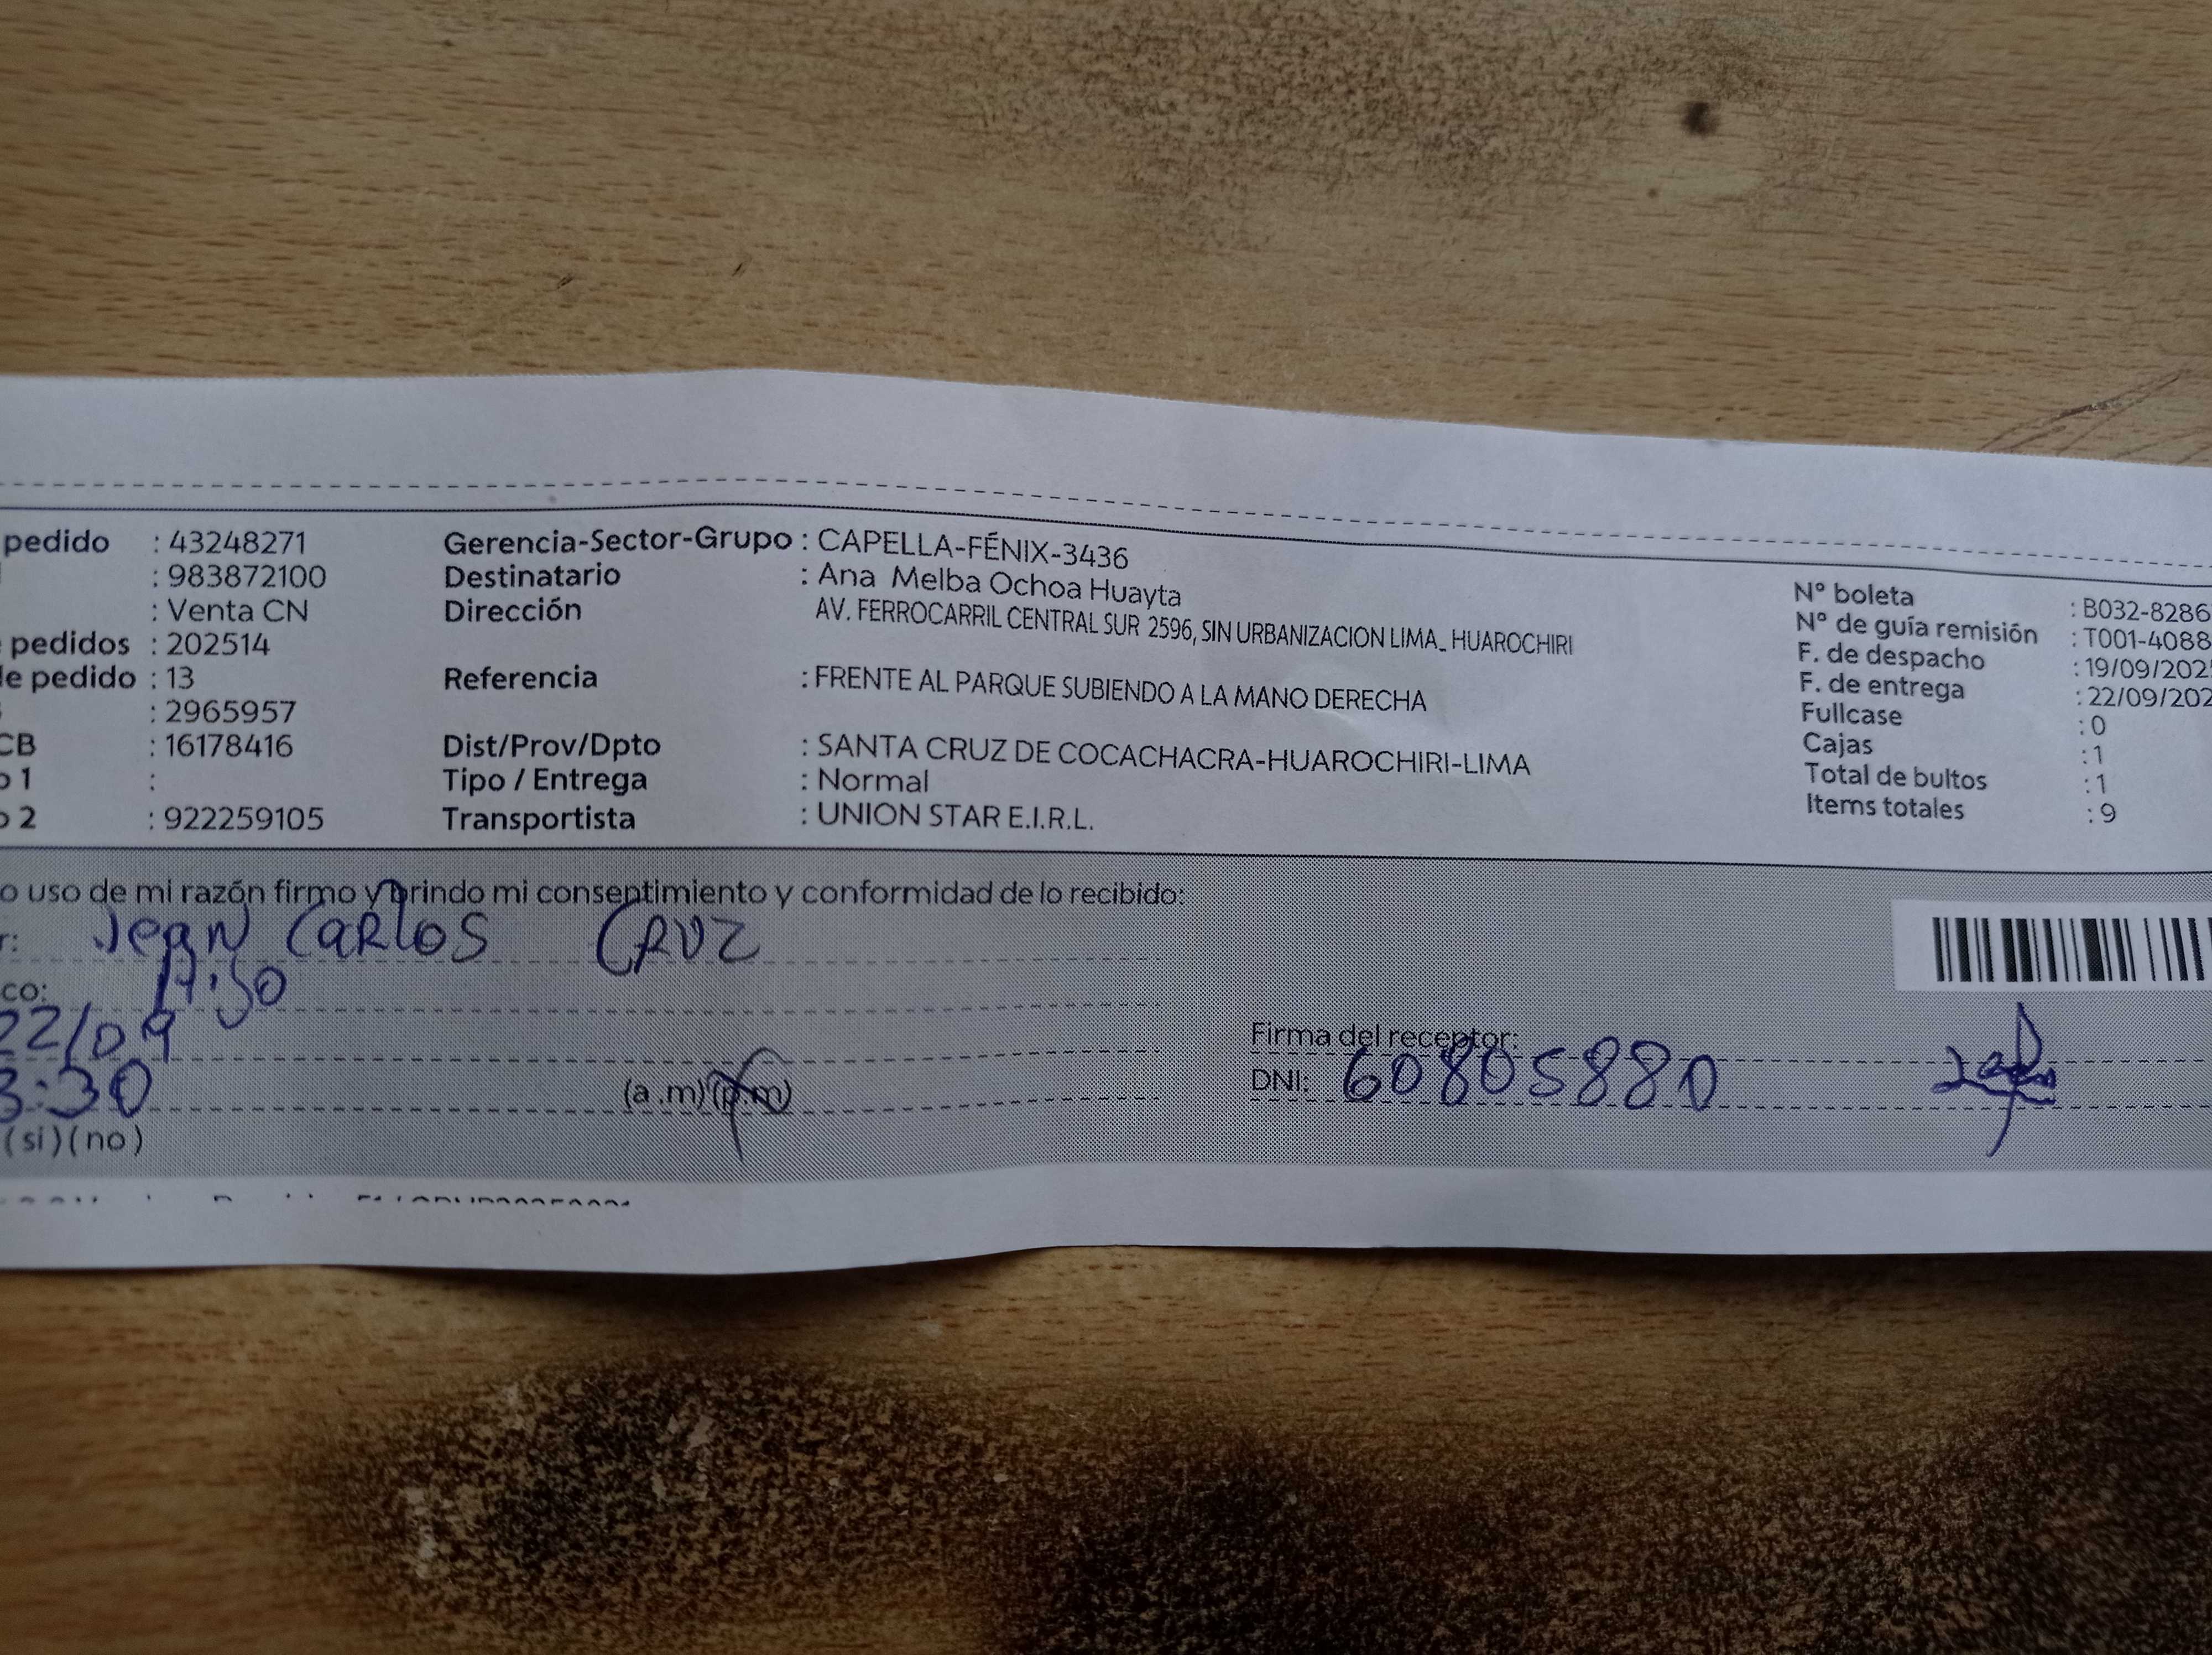 pedido : 43248271 Gerencia-Sector-Grupo : CAPELLA-FÉNIX-3436
: 983872100 Destinatario : Ana Melba Ochoa Huayta
: Venta CN Dirección AV. FERROCARRIL CENTRAL SUR 2596, SIN URBANIZACION LIMA_ HUAROCHIRI
pedidos : 202514
de pedido : 13 Referencia : FRENTE AL PARQUE SUBIENDO A LA MANO DERECHA
: 2965957
CB : 16178416 Dist/Prov/Dpto : SANTA CRUZ DE COCACHACRA-HUAROCHIRI-LIMA
1 : Tipo / Entrega : Normal
2 : 922259105 Transportista : UNION STAR E.I.R.L.
N° boleta : B032-8286
N° de guía remisión : T001-4088
F. de despacho : 19/09/202
F. de entrega : 22/09/202
Fullcase : 0
Cajas : 1
Total de bultos : 1
Items totales : 9
o uso de mi razón firmo y brindo mi consentimiento y conformidad de lo recibido:
r: Jean Carlos CRUZ
co: Hijo
22/09
3:30 (a.m)(p.m)
(si)(no)
Firma del receptor:
DNI: 60805880